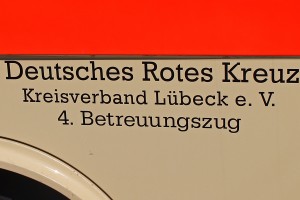 Deutsches Rotes Kreuz
Kreisverband Lübeck e. V.
4. Betreuungszug